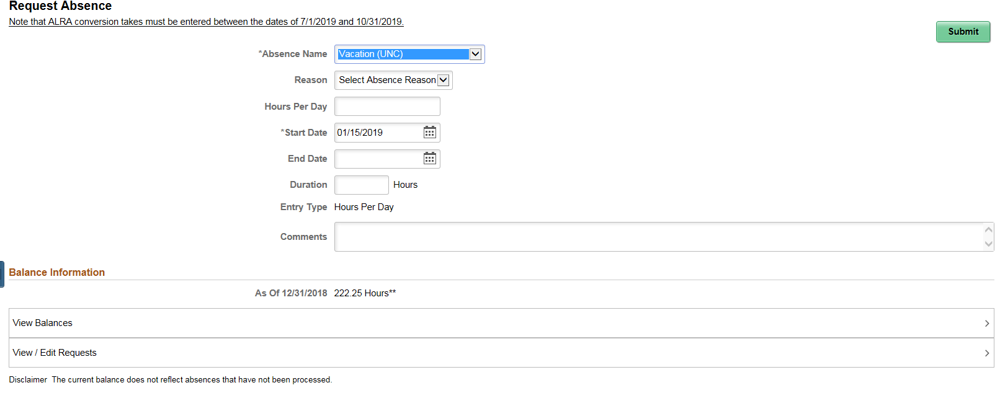 Request Absence
Note that ALRA conversion takes must be entered between the dates of 7/1/2019 and 10/31/2019.
Submit
*Absence Name Vacation (UNC)
Reason Select Absence Reason
Hours Per Day
*Start Date 01/15/2019
End Date
Duration Hours
Entry Type Hours Per Day
Comments
Balance Information
As Of 12/31/2018 222.25 Hours**
View Balances
View / Edit Requests
Disclaimer The current balance does not reflect absences that have not been processed.